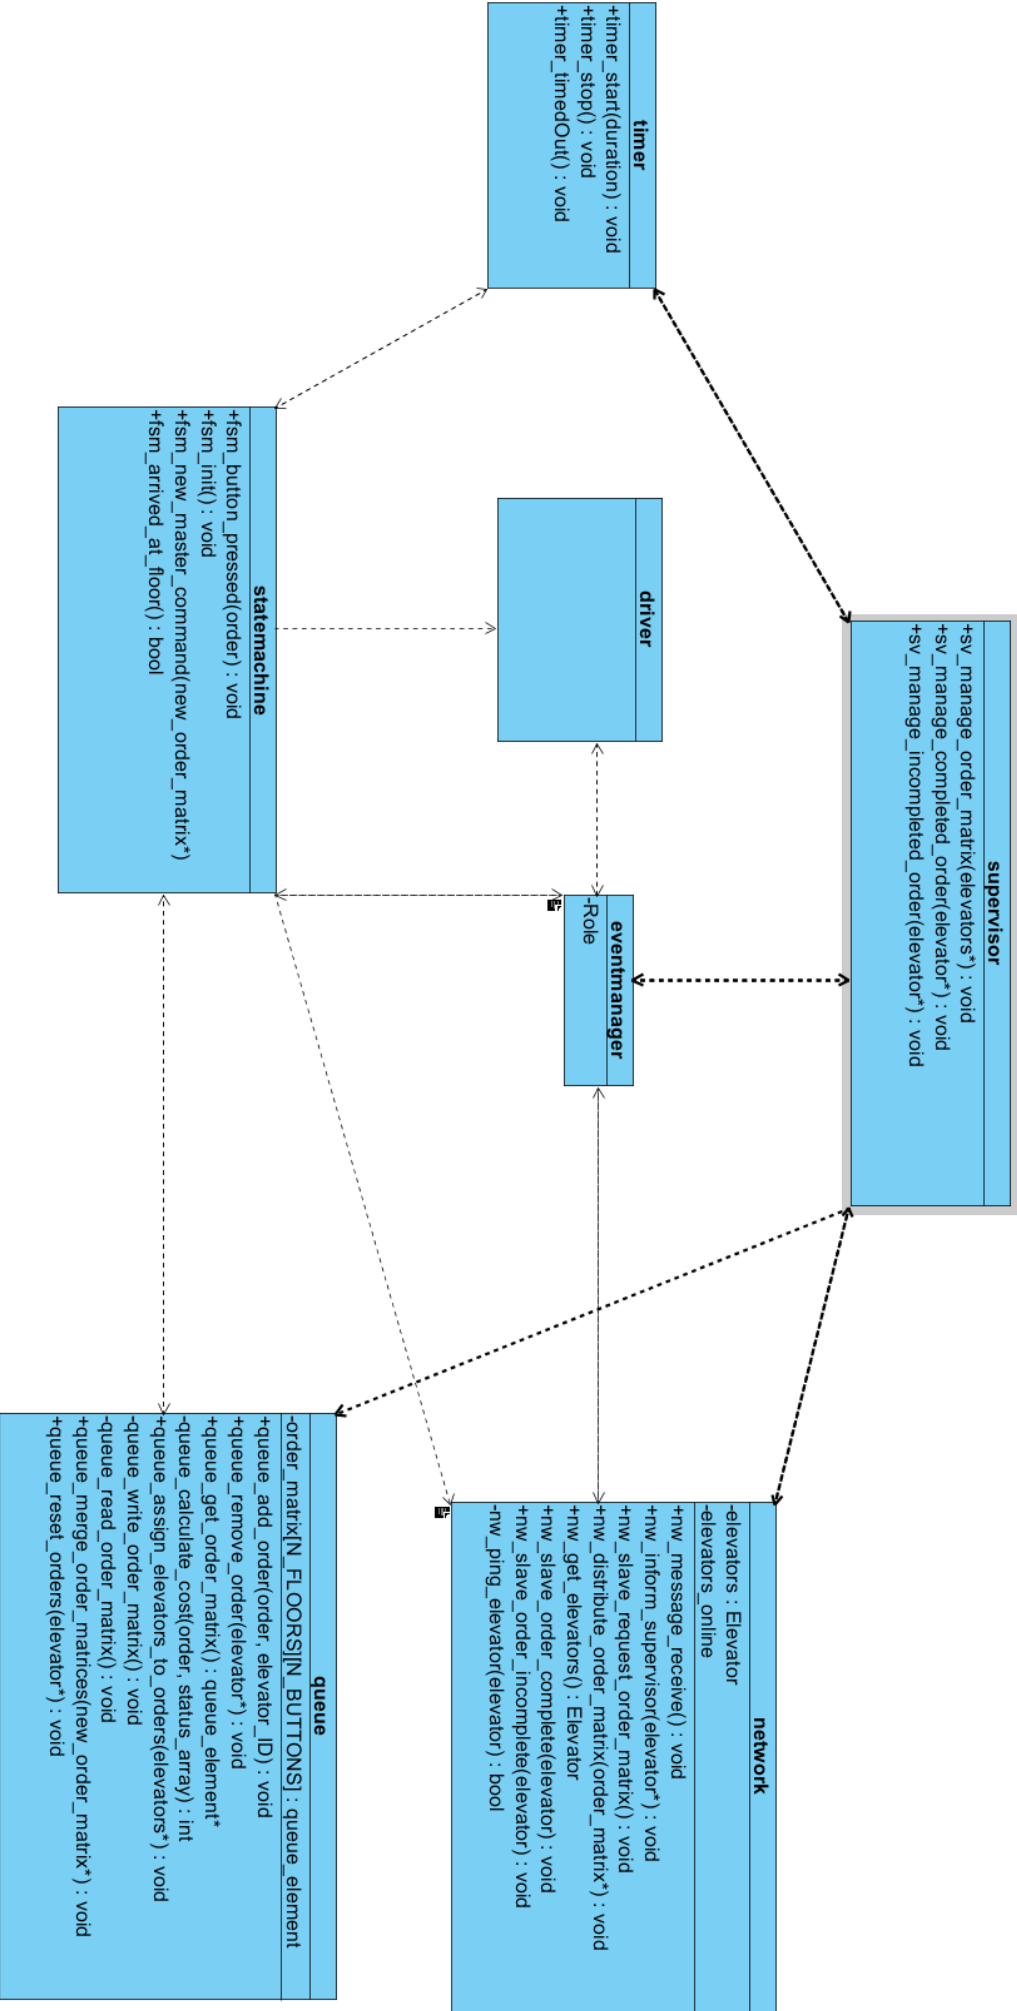 timer
+timer_start(duration) : void
+timer_stop() : void
+timer_timedOut() : void
supervisor
+sv_manage_order_matrix(elevators*) : void
+sv_manage_completed_order(elevator*) : void
+sv_manage_incompleted_order(elevator*) : void
driver
eventmanager
-Role
statemachine
+fsm_button_pressed(order) : void
+fsm_init() : void
+fsm_new_master_command(new_order_matrix*)
+fsm_arrived_at_floor() : bool
network
-elevators : Elevator
-elevators_online
+nw_message_receive() : void
+nw_inform_supervisor(elevator*) : void
+nw_slave_request_order_matrix() : void
+nw_distribute_order_matrix(order_matrix*) : void
+nw_get_elevators() : Elevator
+nw_slave_order_complete(elevator) : void
+nw_slave_order_incomplete(elevator) : void
-nw_ping_elevator(elevator) : bool
queue
-order_matrix[N_FLOORS][N_BUTTONS] : queue_element
+queue_add_order(order, elevator_ID) : void
+queue_remove_order(elevator*) : void
+queue_get_order_matrix() : queue_element*
-queue_calculate_cost(order, status_array) : int
+queue_assign_elevators_to_orders(elevators*) : void
-queue_write_order_matrix() : void
-queue_read_order_matrix() : void
+queue_merge_order_matrices(new_order_matrix*) : void
+queue_reset_orders(elevator*) : void